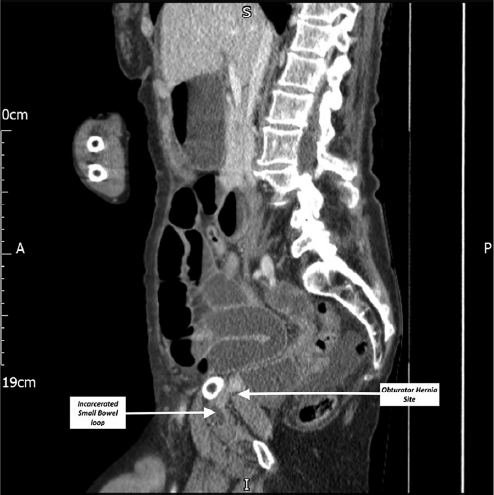 S
0cm
A
P
19cm
Incarcerated
Small Bowel
loop
Obturator Hernia
Site
I